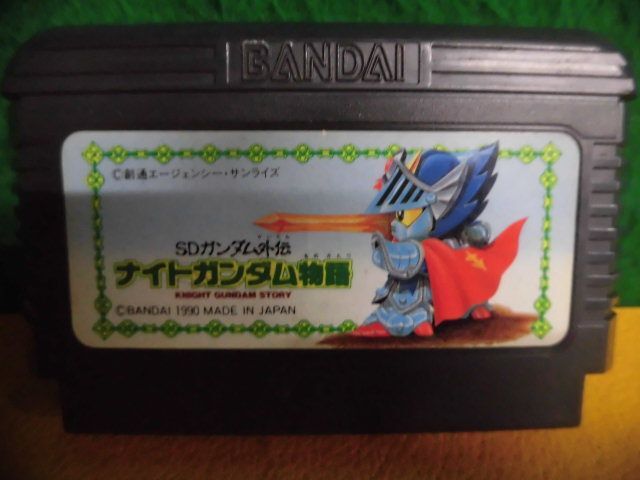 BANDAI
©創通エージェンシー・サンライズ
SDガンダム外伝
ナイトガンダム物語
KNIGHT GUNDAM STORY
©BANDAI 1990 MADE IN JAPAN